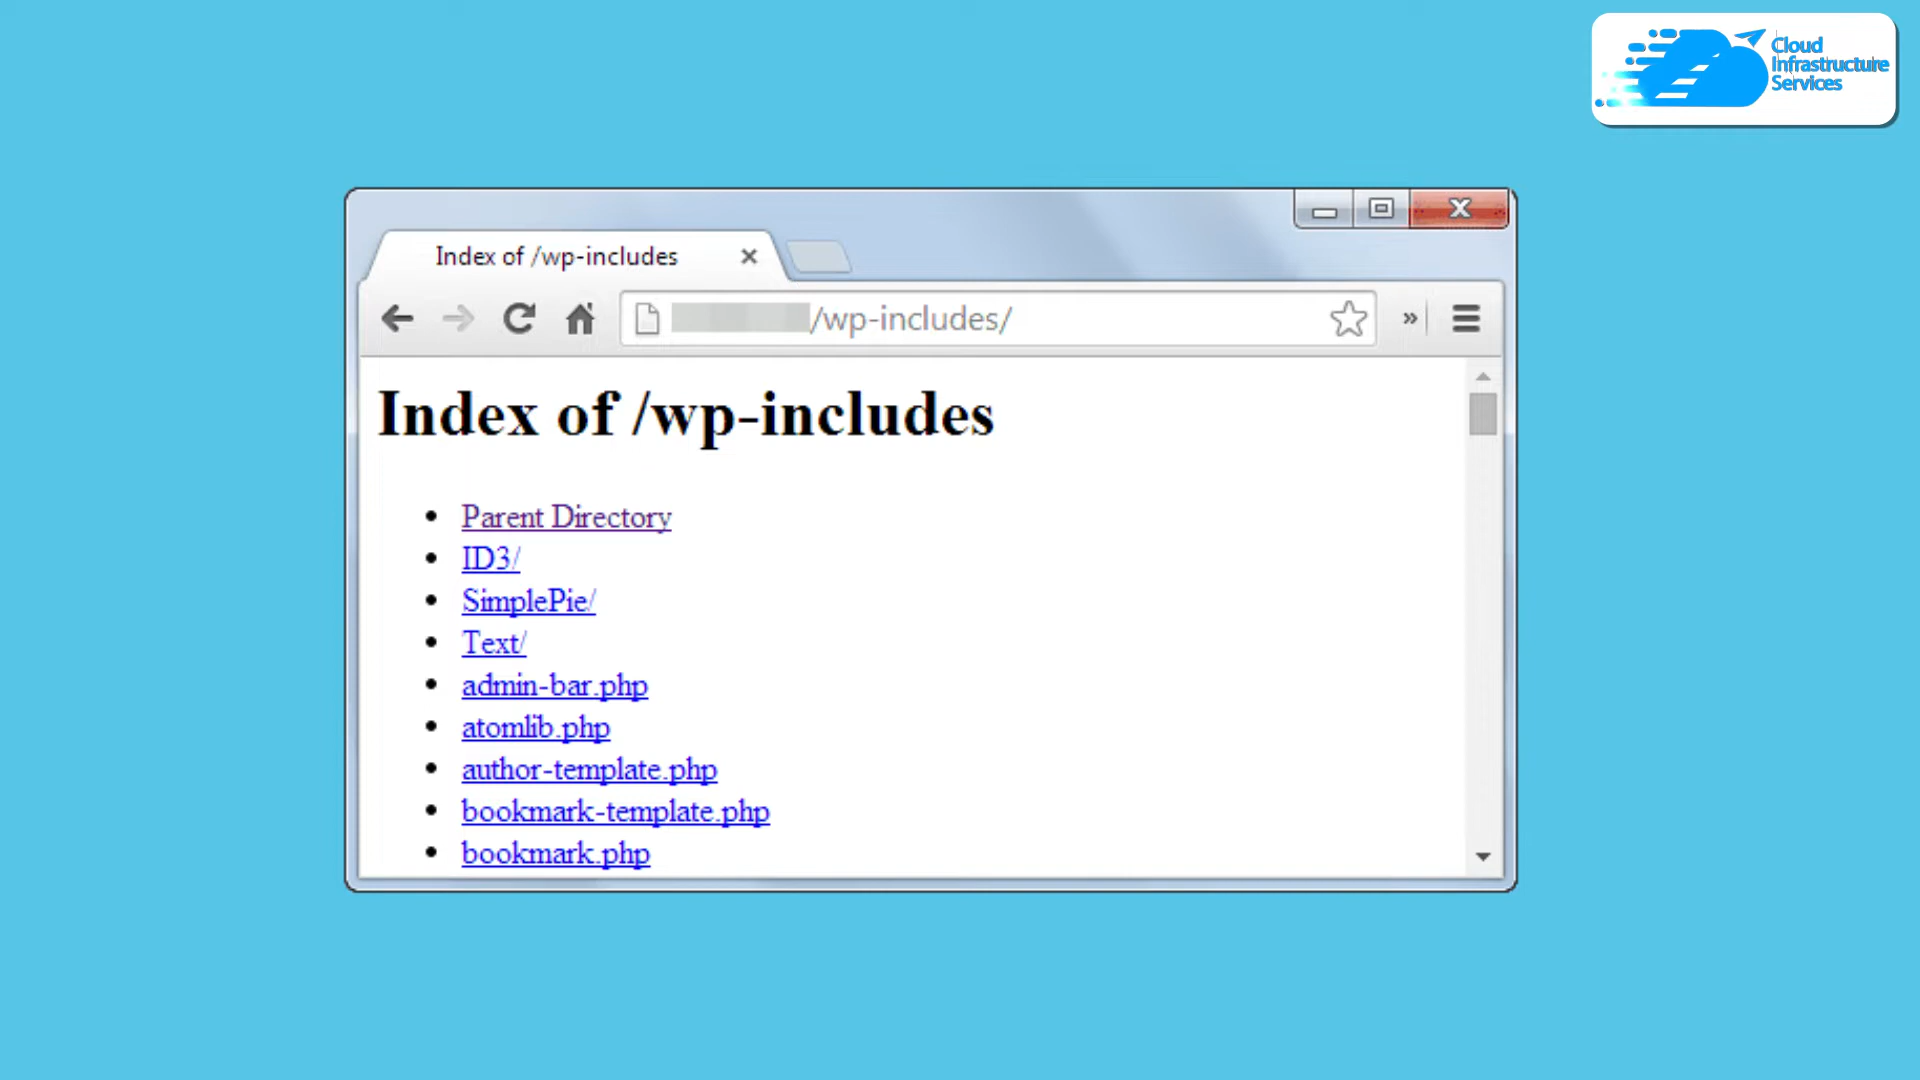 Cloud
Infrastructure
Services
Index of /wp-includes
/wp-includes/
Index of /wp-includes
Parent Directory
ID3/
SimplePie/
Text/
admin-bar.php
atomlib.php
author-template.php
bookmark-template.php
bookmark.php